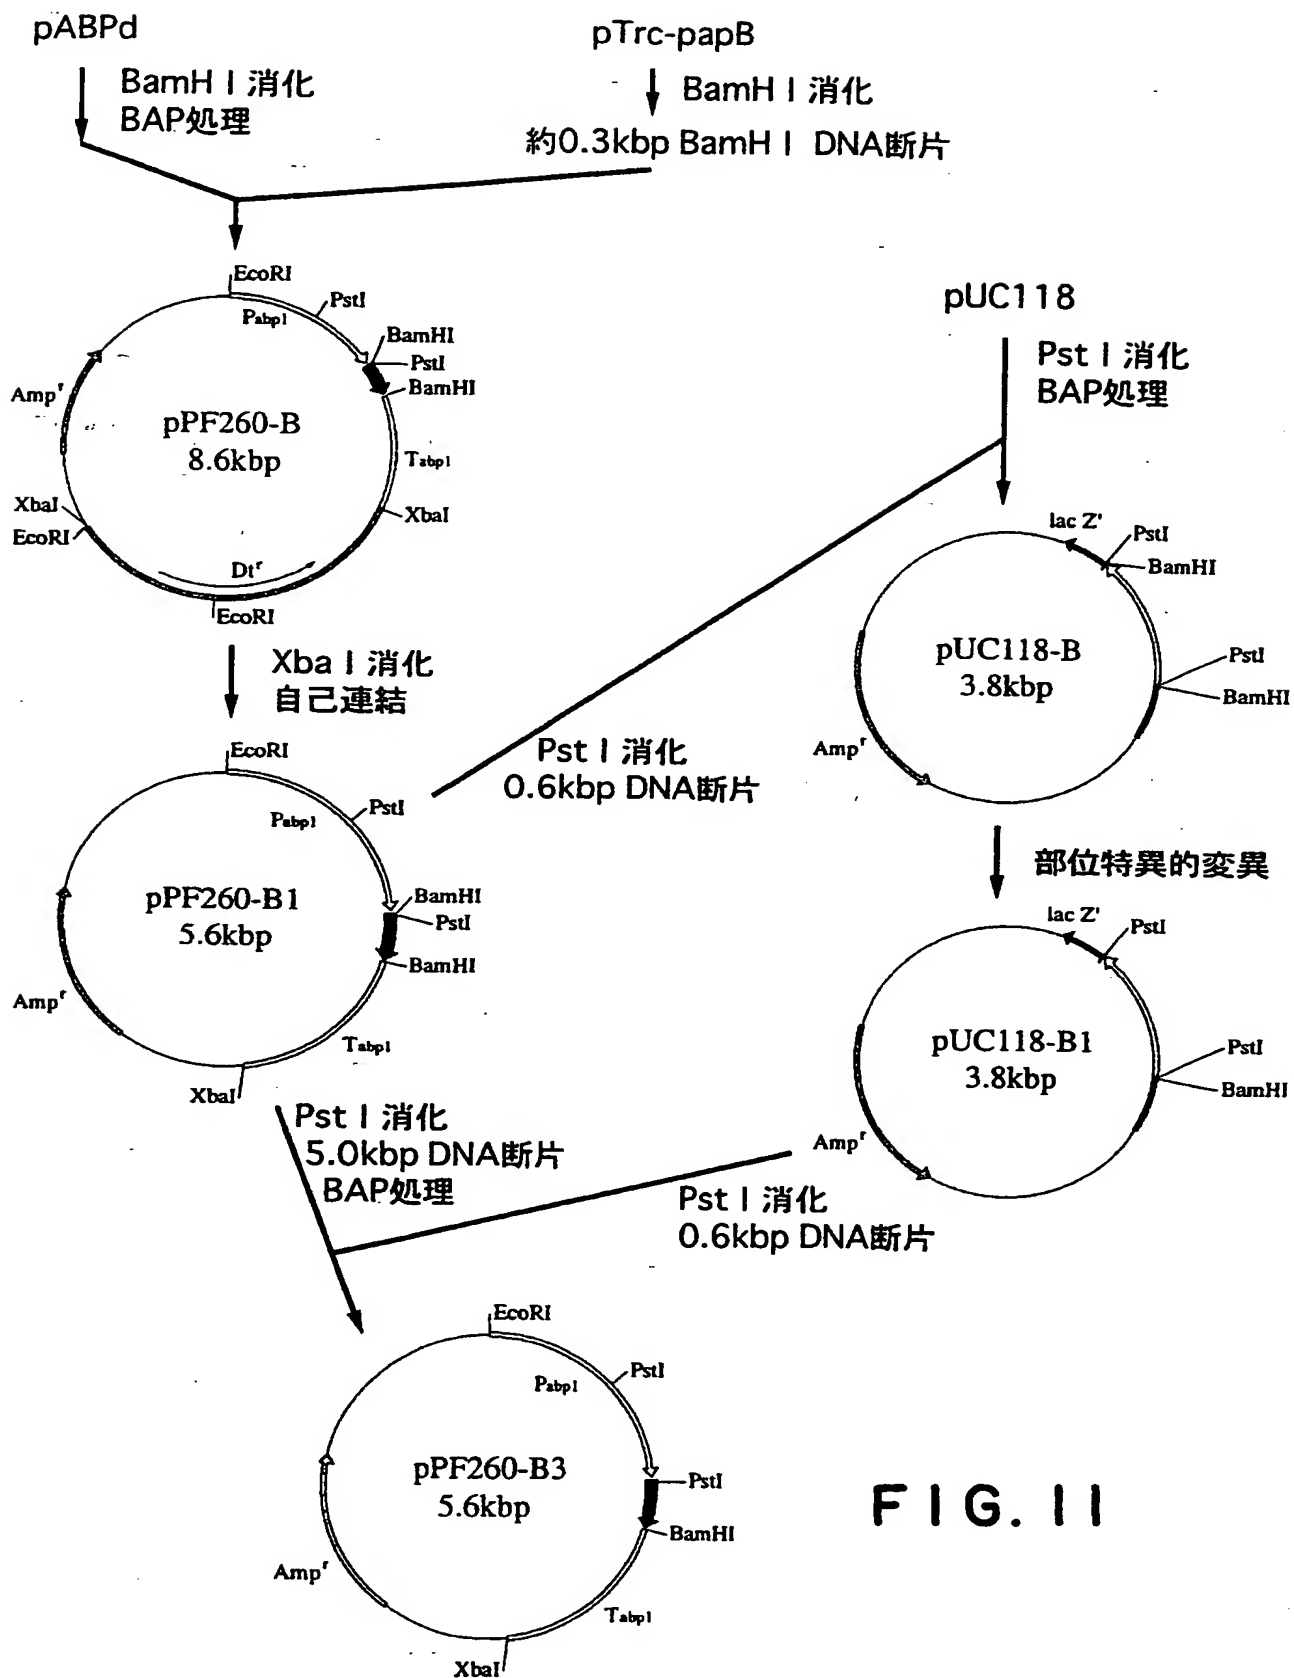 pABPd
BamH I 消化
BAP処理
pTrc-papB
BamH I 消化
約0.3kbp BamH I DNA断片
EcoRI
PstI
Pabp1
BamHI
PstI
BamHI
Ampr
pPF260-B
8.6kbp
Tabp1
XbaI
EcoRI
XbaI
Dtr
EcoRI
Xba I 消化
自己連結
pUC118
Pst I 消化
BAP処理
lac Z'
PstI
BamHI
pUC118-B
3.8kbp
PstI
BamHI
Ampr
Pst I 消化
0.6kbp DNA断片
EcoRI
PstI
Pabp1
pPF260-B1
5.6kbp
BamHI
PstI
BamHI
Ampr
Tabp1
XbaI
部位特異的変異
lac Z'
PstI
pUC118-B1
3.8kbp
PstI
BamHI
Ampr
Pst I 消化
5.0kbp DNA断片
BAP処理
Pst I 消化
0.6kbp DNA断片
EcoRI
PstI
Pabp1
pPF260-B3
5.6kbp
PstI
BamHI
Ampr
Tabp1
XbaI
FIG. 11